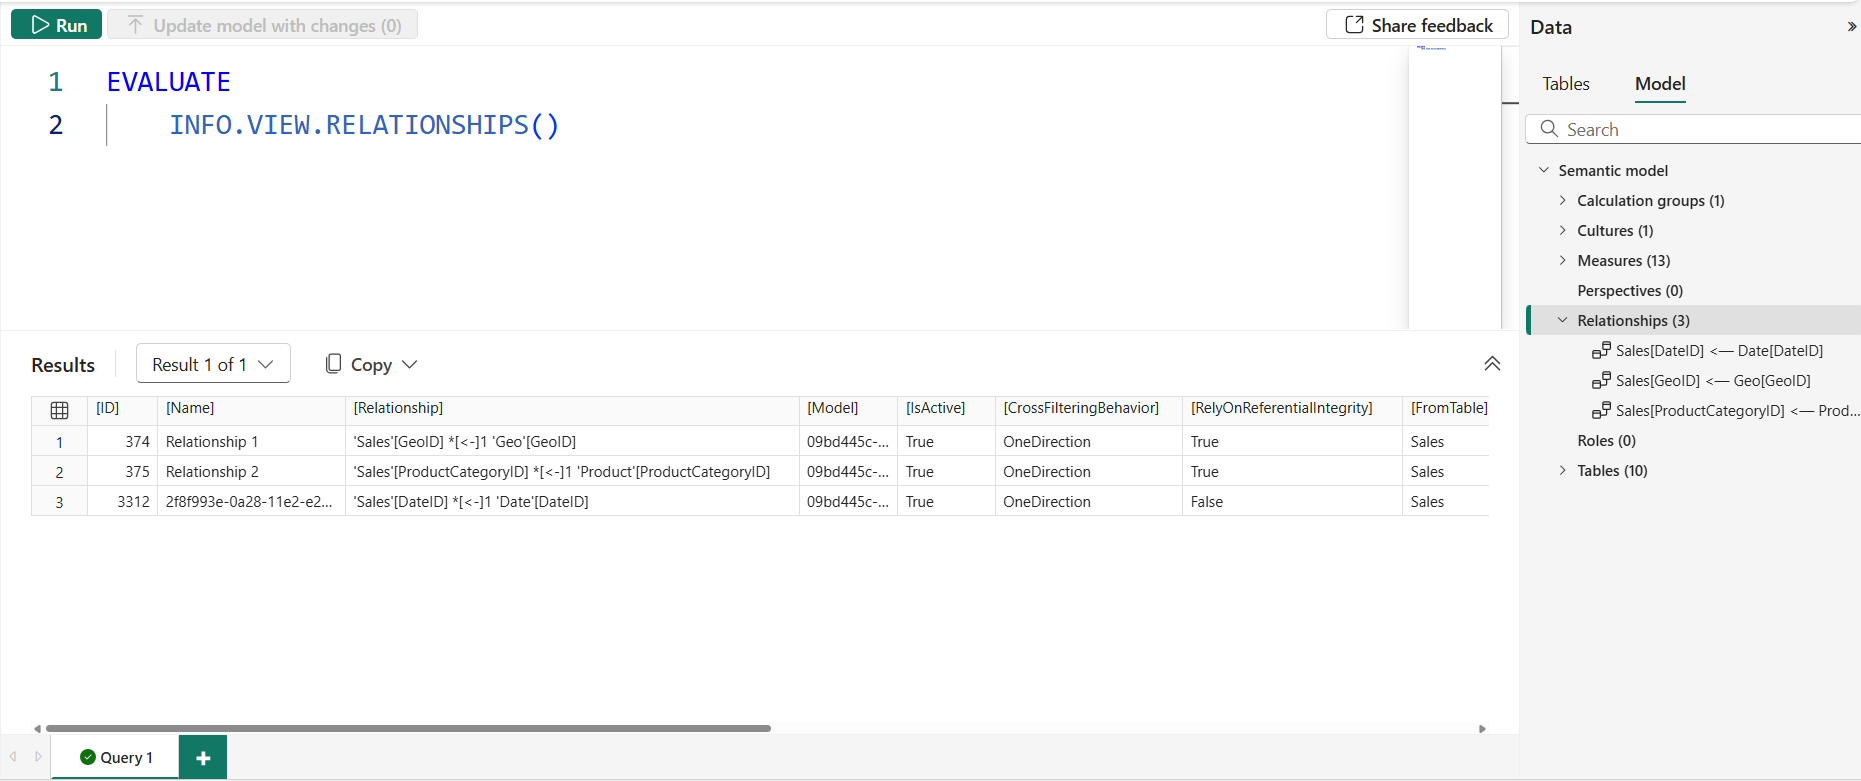 Run
Update model with changes (0)
Share feedback
1 EVALUATE
2 INFO.VIEW.RELATIONSHIPS()
Results
Result 1 of 1
Copy
[ID] [Name] [Relationship] [Model] [IsActive] [CrossFilteringBehavior] [RelyOnReferentialIntegrity] [FromTable]
1 374 Relationship 1 'Sales'[GeoID] *[<-]1 'Geo'[GeoID] 09bd445c-... True OneDirection True Sales
2 375 Relationship 2 'Sales'[ProductCategoryID] *[<-]1 'Product'[ProductCategoryID] 09bd445c-... True OneDirection True Sales
3 3312 2f8f993e-0a28-11e2-e2... 'Sales'[DateID] *[<-]1 'Date'[DateID] 09bd445c-... True OneDirection False Sales
Query 1
Data
Tables Model
Search
Semantic model
Calculation groups (1)
Cultures (1)
Measures (13)
Perspectives (0)
Relationships (3)
Sales[DateID] <— Date[DateID]
Sales[GeoID] <— Geo[GeoID]
Sales[ProductCategoryID] <— Prod...
Roles (0)
Tables (10)